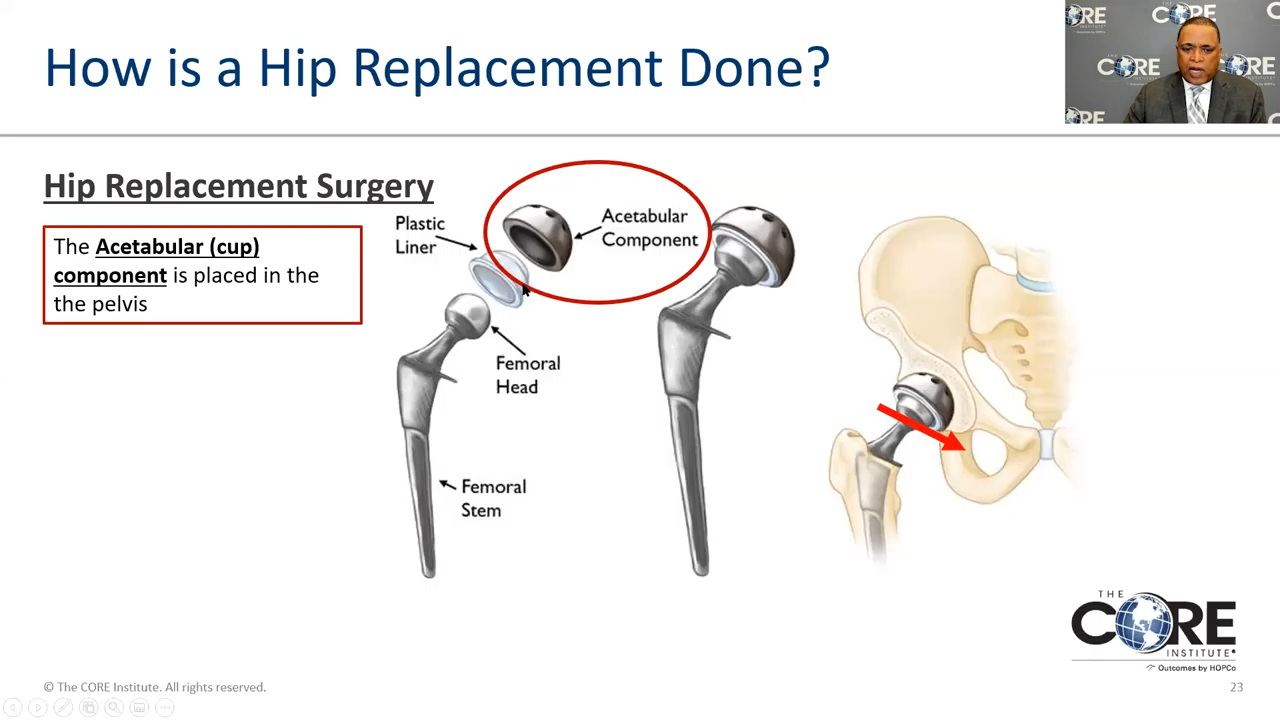 How is a Hip Replacement Done?
Hip Replacement Surgery
The Acetabular (cup)
component is placed in the
the pelvis
Plastic
Liner
Acetabular
Component
Femoral
Head
Femoral
Stem
THE
CORE
INSTITUTE
Outcomes by HOPCo
© The CORE Institute. All rights reserved.
23